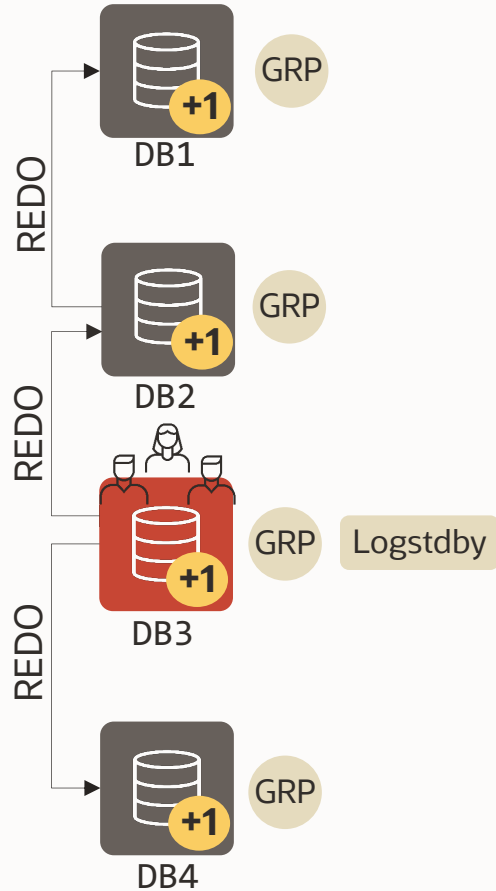 GRP
+1
DB1
REDO
GRP
+1
DB2
REDO
GRP
Logstdby
+1
DB3
REDO
GRP
+1
DB4